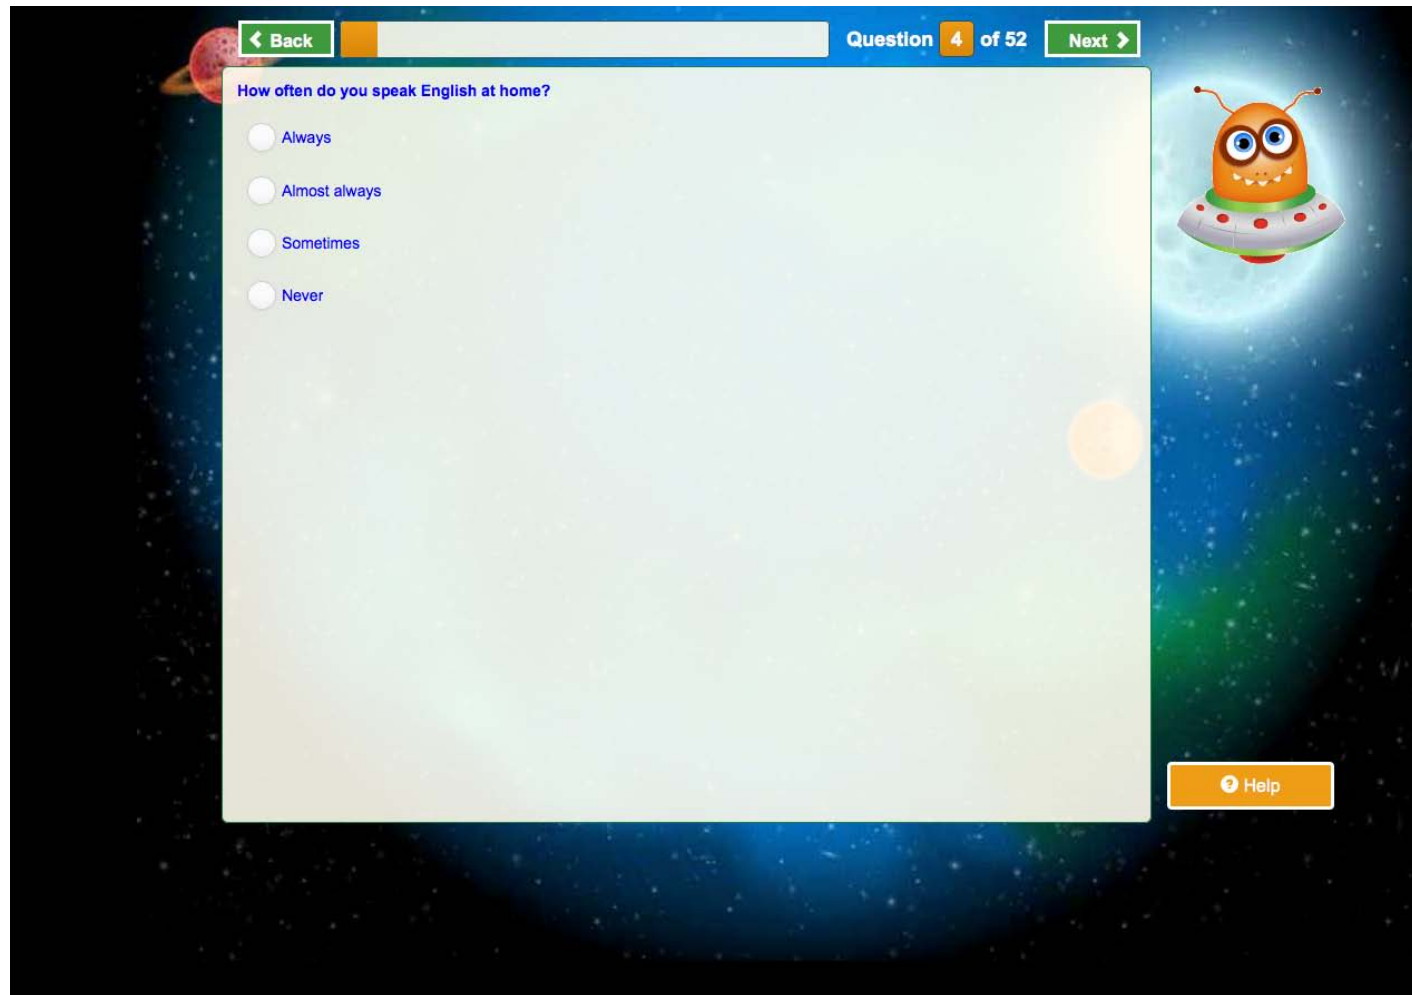 Back
Question 4 of 52
Next
How often do you speak English at home?
Always
Almost always
Sometimes
Never
Help